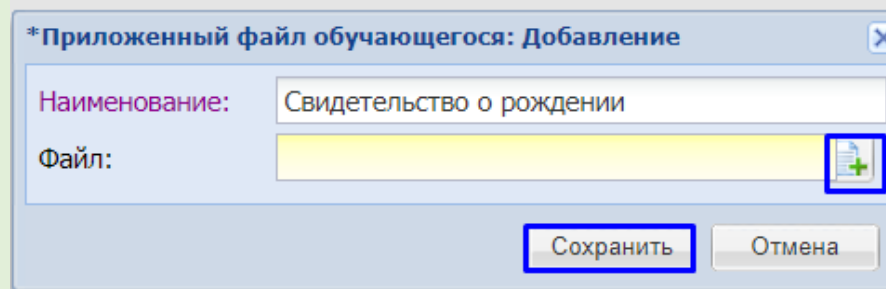 *Приложенный файл обучающегося: Добавление
Наименование: Свидетельство о рождении
Файл:
Сохранить Отмена